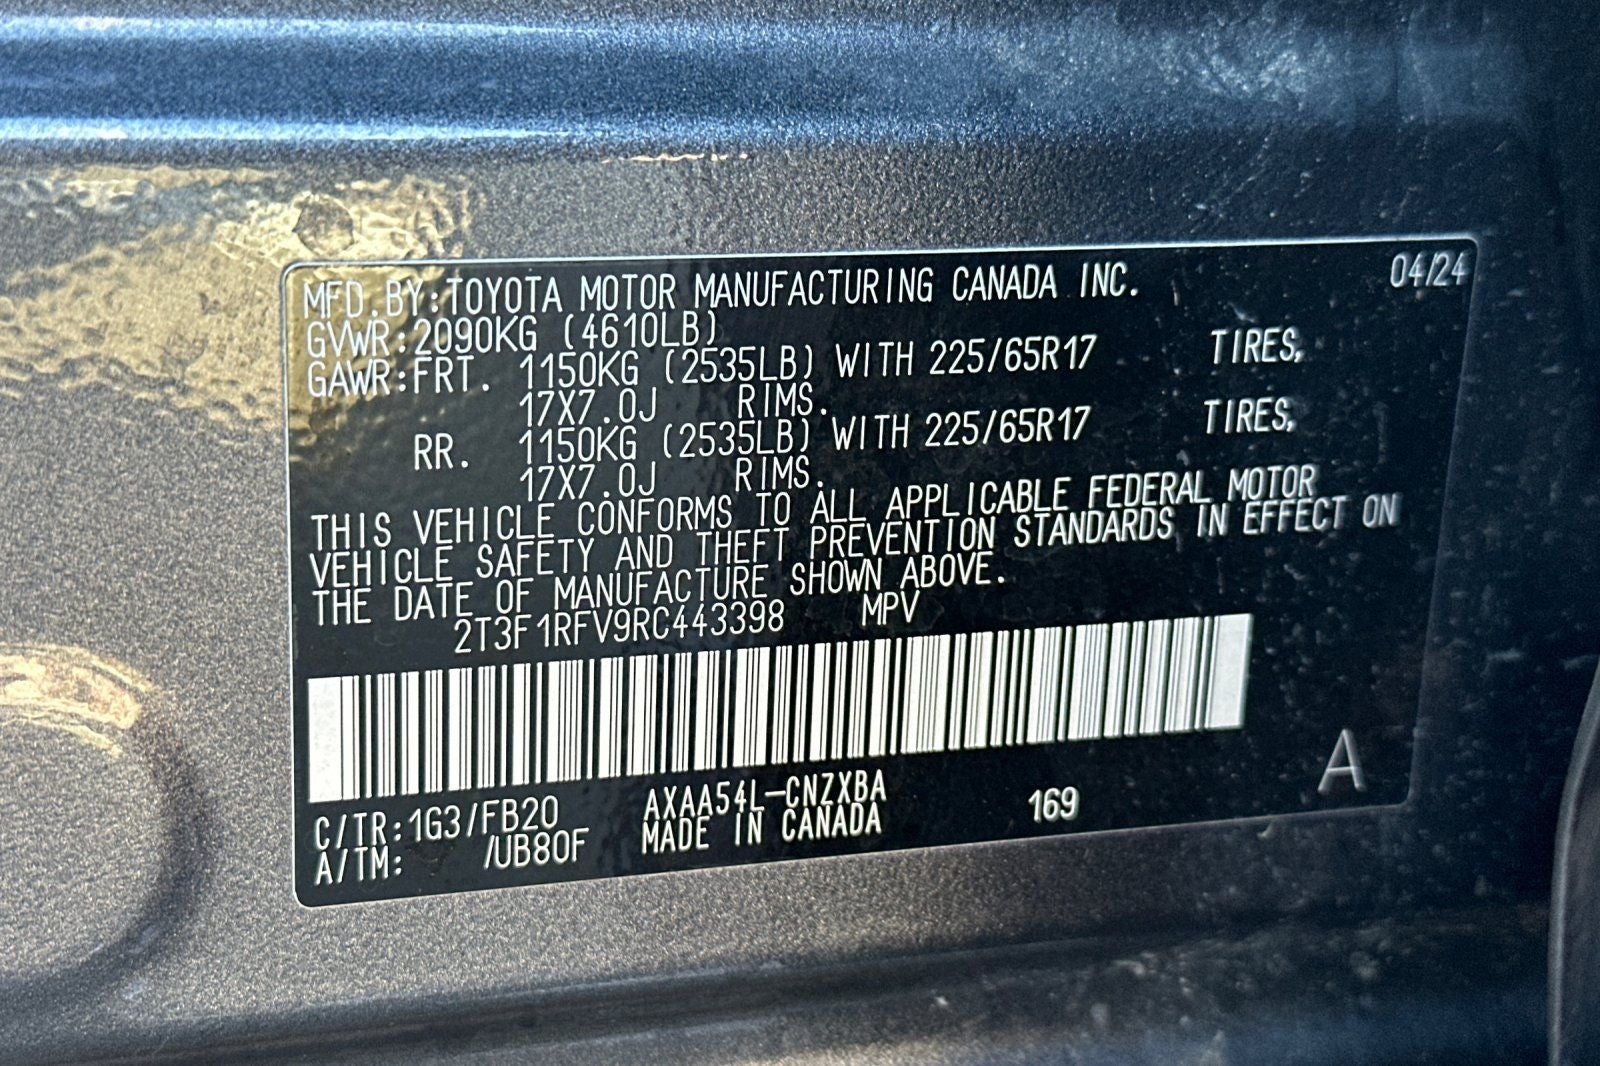 MFD.BY:TOYOTA MOTOR MANUFACTURING CANADA INC. 04/24
GVWR:2090KG (4610LB)
GAWR:FRT. 1150KG (2535LB) WITH 225/65R17 TIRES,
17X7.0J RIMS.
RR. 1150KG (2535LB) WITH 225/65R17 TIRES,
17X7.0J RIMS.
THIS VEHICLE CONFORMS TO ALL APPLICABLE FEDERAL MOTOR
VEHICLE SAFETY AND THEFT PREVENTION STANDARDS IN EFFECT ON
THE DATE OF MANUFACTURE SHOWN ABOVE.
2T3F1RFV9RC443398 MPV
C/TR:1G3/FB20 AXAA54L-CNZXBA 169 A
A/TM: /UB80F MADE IN CANADA